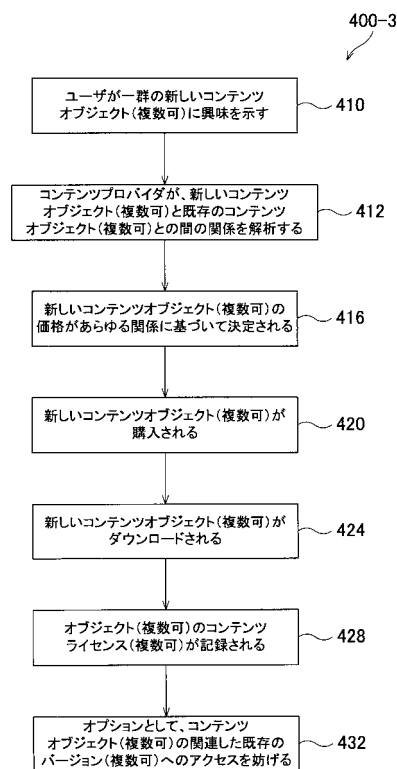 400-3
ユーザが一群の新しいコンテンツ
オブジェクト(複数可)に興味を示す
410
コンテンツプロバイダが、新しいコンテンツ
オブジェクト(複数可)と既存のコンテンツ
オブジェクト(複数可)との間の関係を解析する
412
新しいコンテンツオブジェクト(複数可)の
価格があらゆる関係に基づいて決定される
416
新しいコンテンツオブジェクト(複数可)が
購入される
420
新しいコンテンツオブジェクト(複数可)が
ダウンロードされる
424
オブジェクト(複数可)のコンテンツ
ライセンス(複数可)が記録される
428
オプションとして、コンテンツ
オブジェクト(複数可)の関連した既存の
バージョン(複数可)へのアクセスを妨げる
432